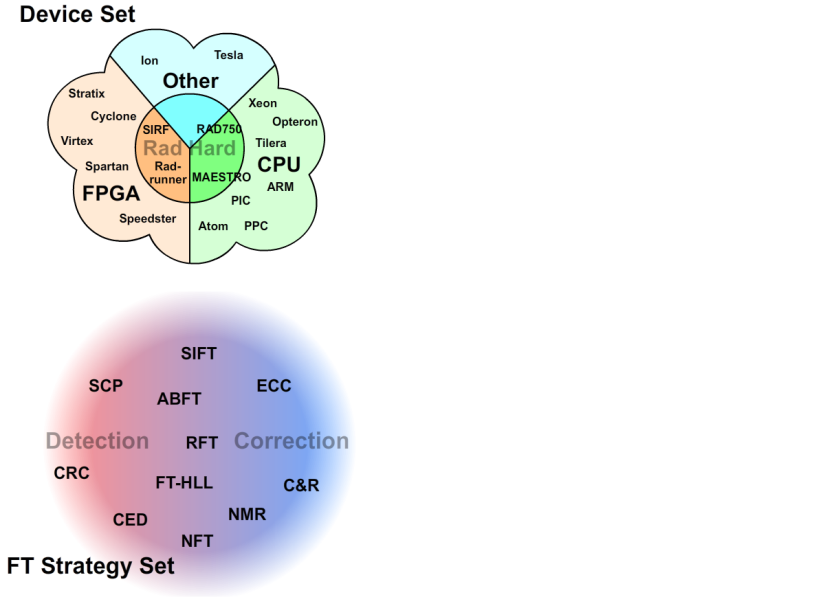 Device Set
Ion
Tesla
Other
Stratix
Xeon
Cyclone
Opteron
SIRF
RAD750
Virtex
Tilera
Rad Hard
Spartan
Rad-
runner
CPU
MAESTRO
ARM
FPGA
PIC
Speedster
Atom
PPC
SIFT
SCP
ECC
ABFT
Detection
RFT
Correction
CRC
FT-HLL
C&R
CED
NMR
NFT
FT Strategy Set